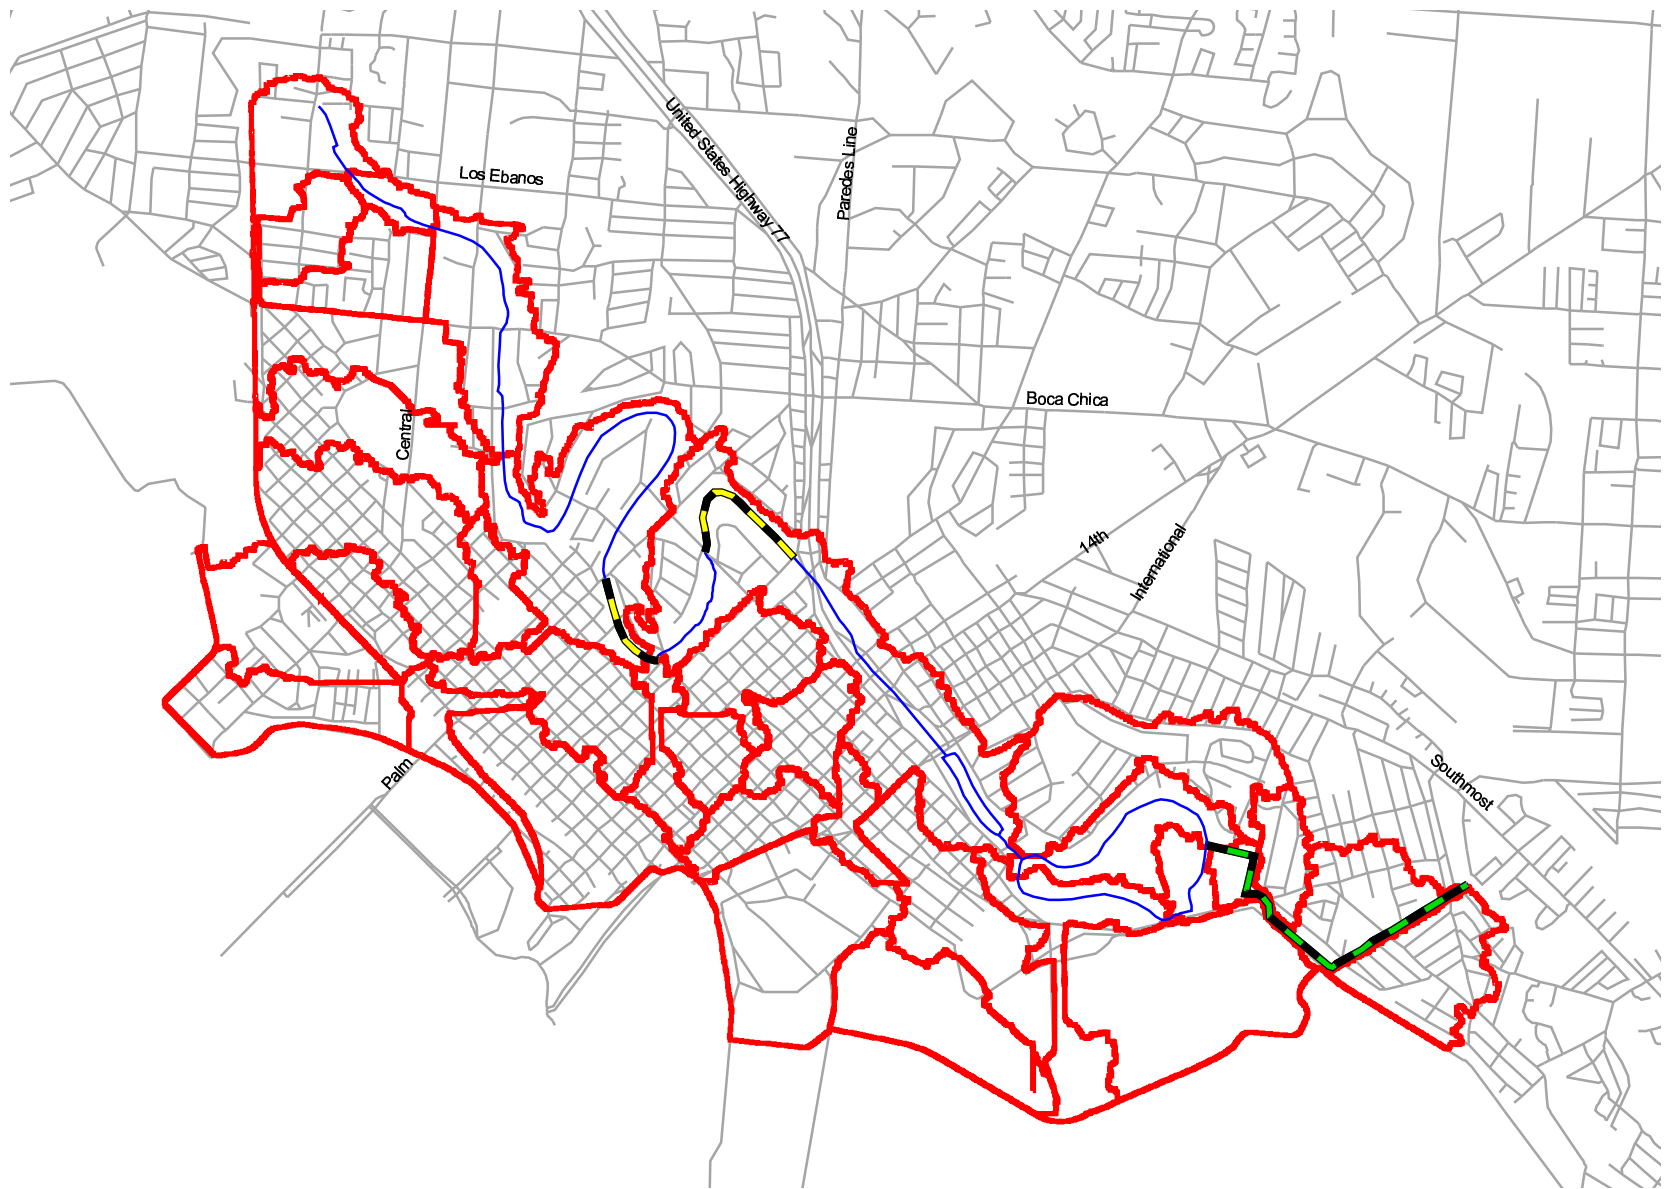 Los Ebanos
United States Highway 77
Paredes Line
Boca Chica
Central
14th
International
Palm
Southmost